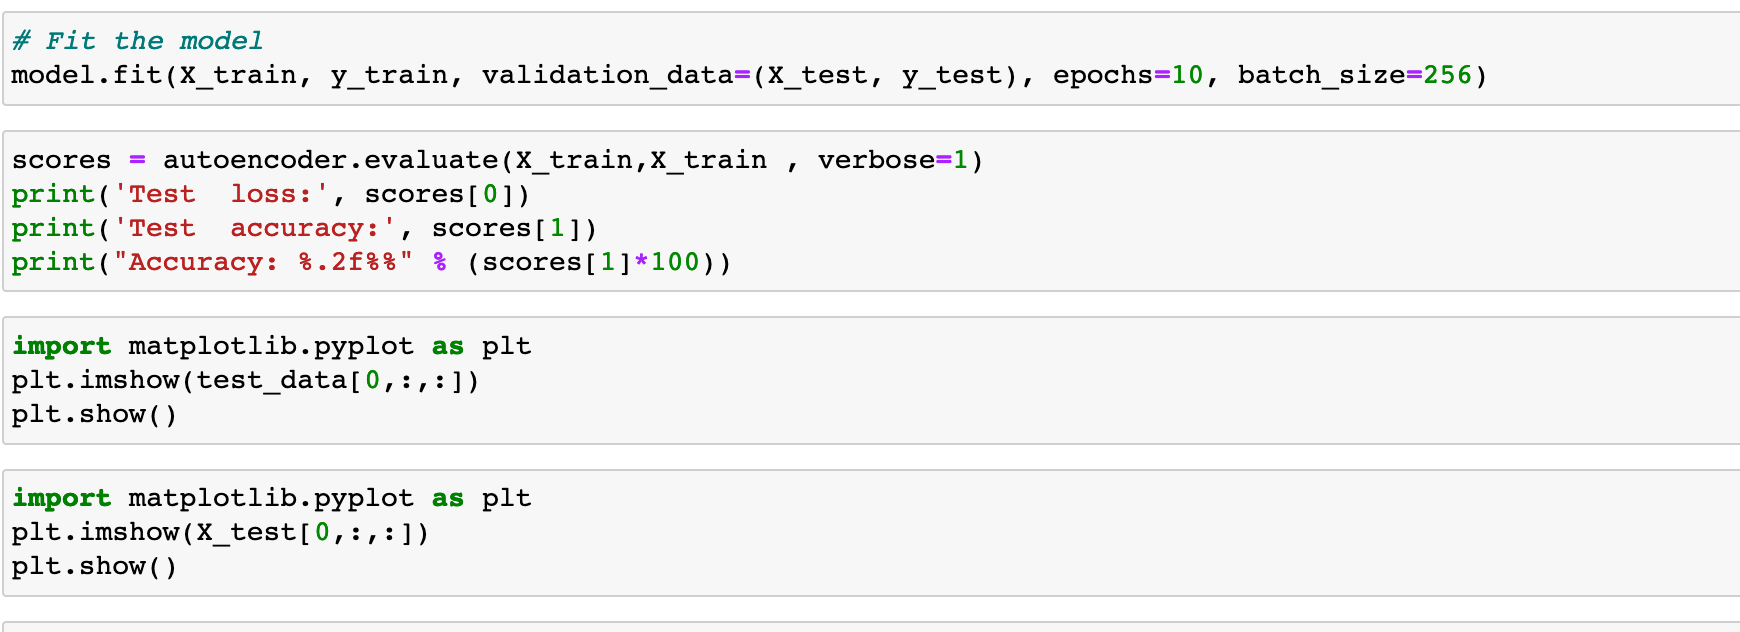 # Fit the model
model.fit(X_train, y_train, validation_data=(X_test, y_test), epochs=10, batch_size=256)
scores = autoencoder.evaluate(X_train,X_train , verbose=1)
print('Test  loss:', scores[0])
print('Test  accuracy:', scores[1])
print("Accuracy: %.2f%%" % (scores[1]*100))
import matplotlib.pyplot as plt
plt.imshow(test_data[0,:,:])
plt.show()
import matplotlib.pyplot as plt
plt.imshow(X_test[0,:,:])
plt.show()